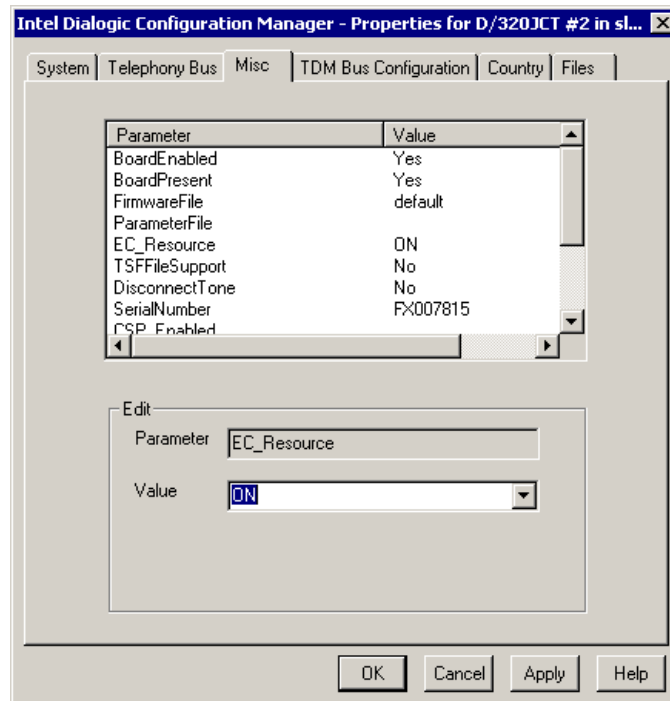 Intel Dialogic Configuration Manager - Properties for D/320JCT #2 in sl...
System Telephony Bus Misc TDM Bus Configuration Country Files
Parameter Value
BoardEnabled Yes
BoardPresent Yes
FirmwareFile default
ParameterFile
EC_Resource ON
TSFFileSupport No
DisconnectTone No
SerialNumber FX007815
CSP_Enabled
Edit
Parameter EC_Resource
Value ON
OK Cancel Apply Help